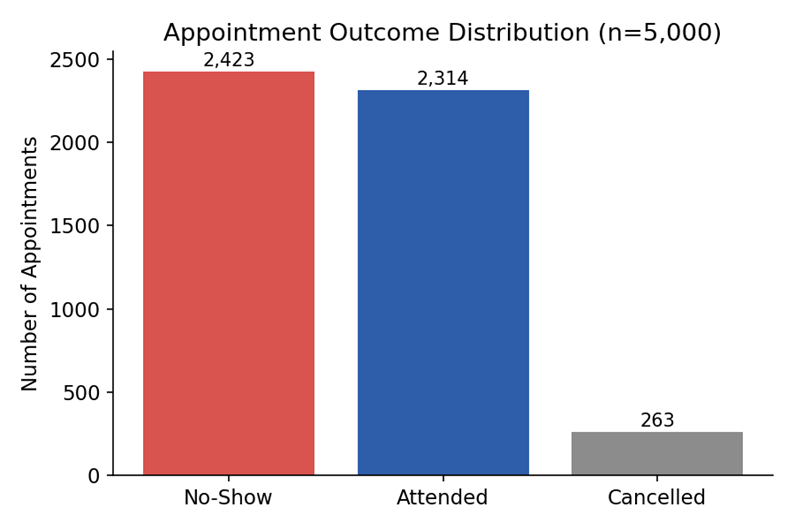 Appointment Outcome Distribution (n=5,000)
Number of Appointments
2500
2000
1500
1000
500
0
2,423
2,314
263
No-Show
Attended
Cancelled